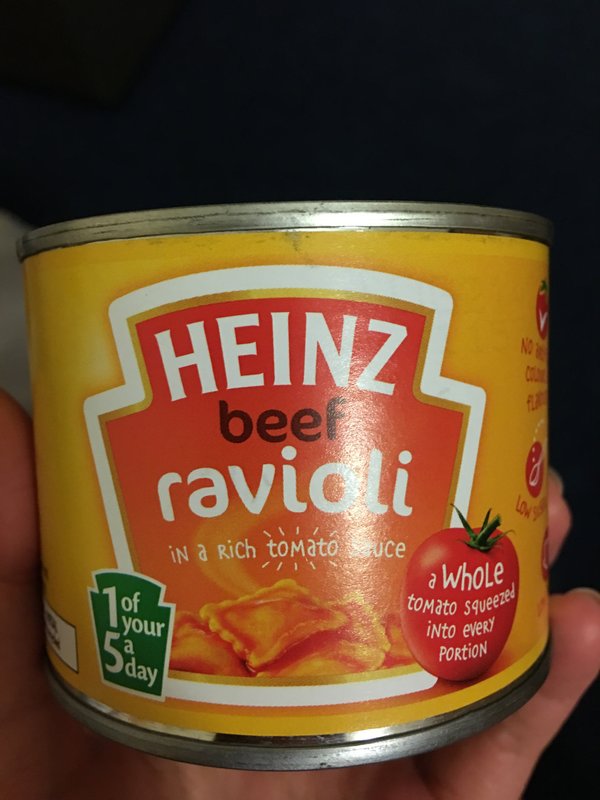 HEINZ
beef
ravioli
in a rich tomato sauce
1 of
your
5 a
day
a WHOLE
tomato squeezed
into every
portion
NO
LOW